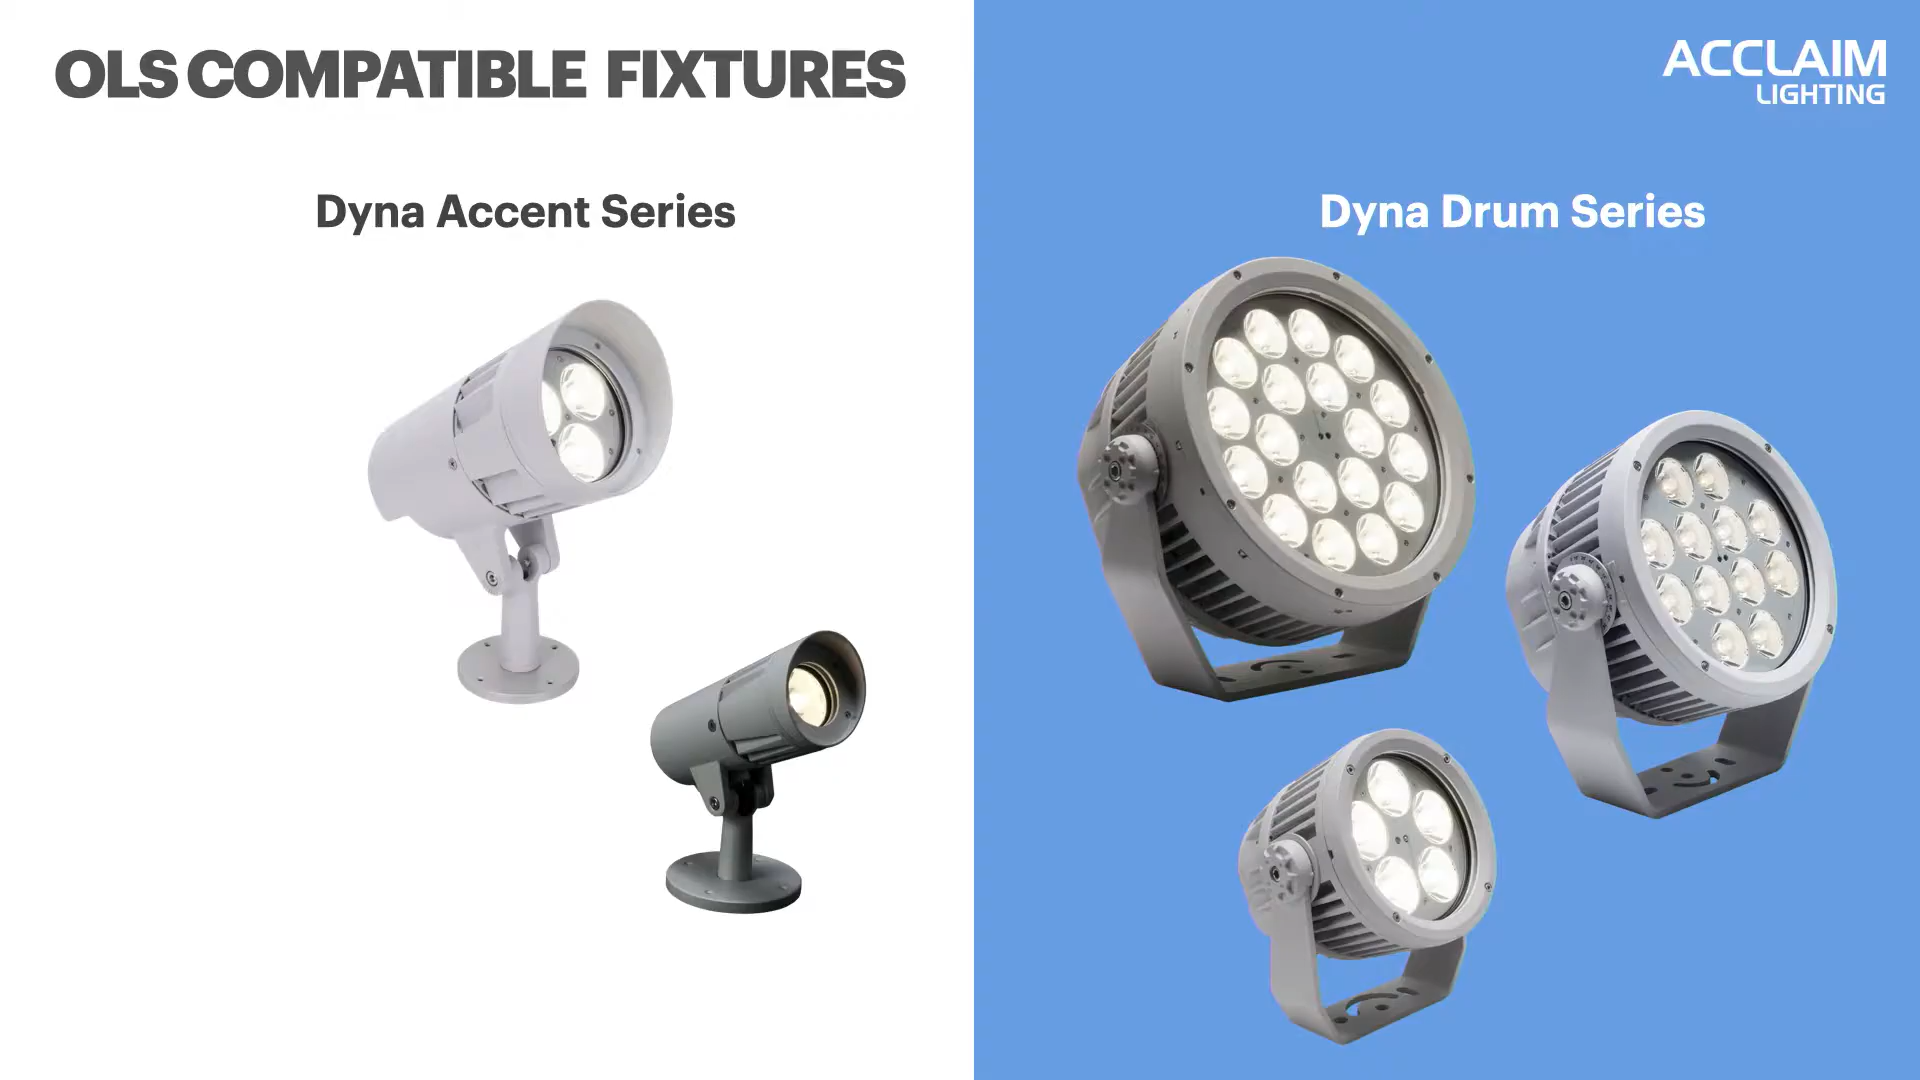 OLS COMPATIBLE FIXTURES
ACCLAIM
LIGHTING
Dyna Accent Series
Dyna Drum Series